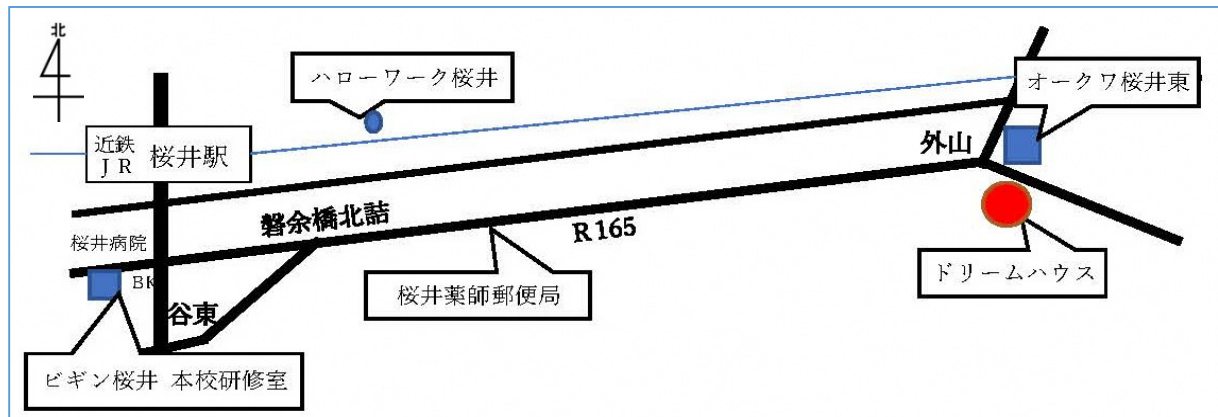 北
ハローワーク桜井
オークワ桜井東
近鉄
ＪＲ
桜井駅
外山
磐余橋北詰
R 165
桜井病院
BK
谷東
桜井薬師郵便局
ドリームハウス
ビギン桜井 本校研修室